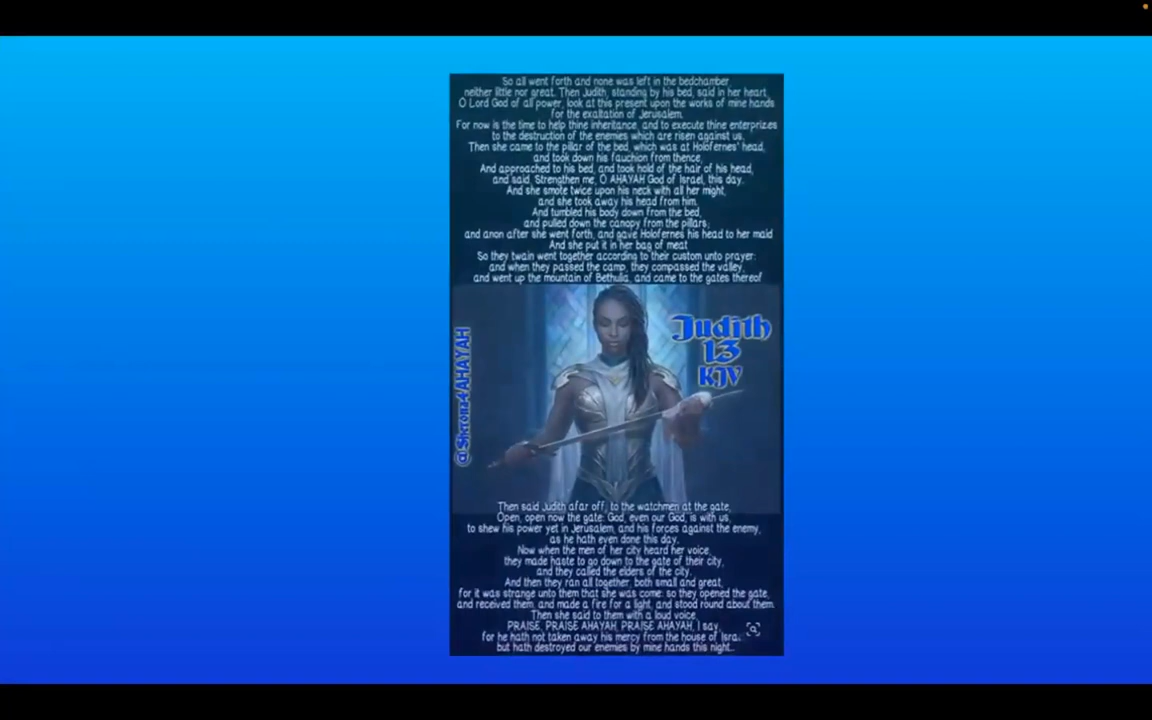 So all went forth and none was left in the bedchamber,
neither little nor great. Then Judith, standing by his bed, said in her heart,
O Lord God of all power, look at this present upon the works of mine hands
for the exaltation of Jerusalem.
For now is the time to help thine inheritance, and to execute thine enterprizes
to the destruction of the enemies which are risen against us.
Then she came to the pillar of the bed, which was at Holofernes' head,
and took down his fauchion from thence,
And approached to his bed, and took hold of the hair of his head,
and said, Strengthen me, O AHAYAH God of Israel, this day.
And she smote twice upon his neck with all her might,
and she took away his head from him.
And tumbled his body down from the bed,
and pulled down the canopy from the pillars;
and anon after she went forth, and gave Holofernes his head to her maid
And she put it in her bag of meat
So they twain went together according to their custom unto prayer:
and when they passed the camp, they compassed the valley,
and went up the mountain of Bethulia, and came to the gates thereof
Judith
13
KJV
Then said Judith afar off, to the watchmen at the gate,
Open, open now the gate: God, even our God, is with us,
to shew his power yet in Jerusalem, and his forces against the enemy,
as he hath even done this day.
Now when the men of her city heard her voice,
they made haste to go down to the gate of their city,
and they called the elders of the city.
And then they ran all together, both small and great,
for it was strange unto them that she was come: so they opened the gate,
and received them, and made a fire for a light, and stood round about them.
Then she said to them with a loud voice,
PRAISE, PRAISE AHAYAH, PRAISE AHAYAH, I say,
for he hath not taken away his mercy from the house of Isra
but hath destroyed our enemies by mine hands this night...